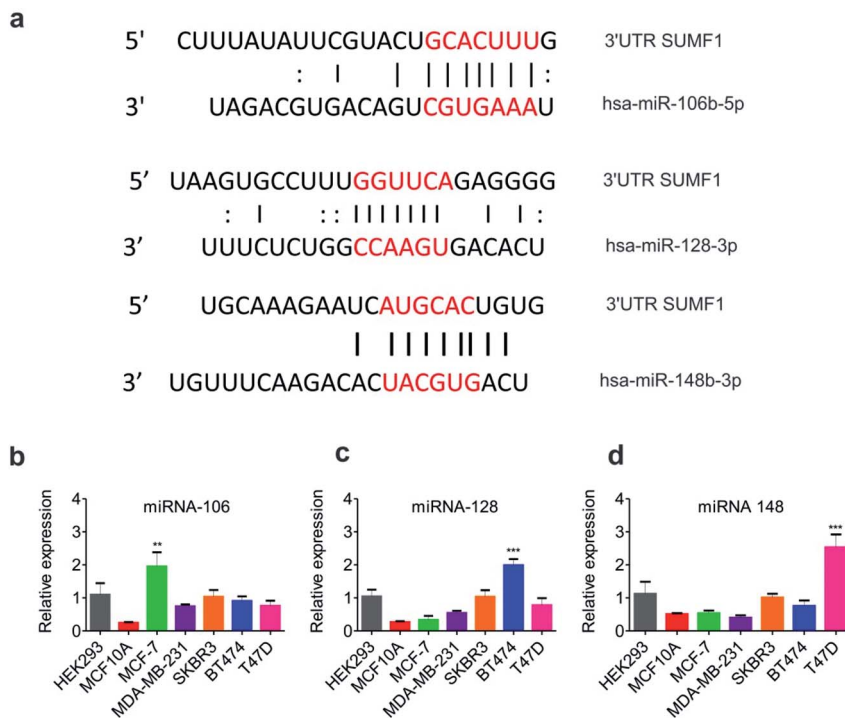 a
5' CUUUAUAUUCGUACUGCACUUUG 3'UTR SUMF1
3' UAGACGUGACAGUCGUGAAAU hsa-miR-106b-5p
5’ UAAGUGCCUUUGGUUCAGAGGGG 3'UTR SUMF1
3’ UUUCUCUGGCCAAGUGACACU hsa-miR-128-3p
5’ UGCAAAGAAUCAUGCACUGUG 3'UTR SUMF1
3’ UGUUUCAAGACACUACGUGACU hsa-miR-148b-3p
b
miRNA-106
Relative expression
4
3
2
1
0
**
HEK293
MCF10A
MCF-7
MDA-MB-231
SKBR3
BT474
T47D
c
miRNA-128
Relative expression
4
3
2
1
0
***
HEK293
MCF10A
MCF-7
MDA-MB-231
SKBR3
BT474
T47D
d
miRNA 148
Relative expression
4
3
2
1
0
***
HEK293
MCF10A
MCF-7
MDA-MB-231
SKBR3
BT474
T47D